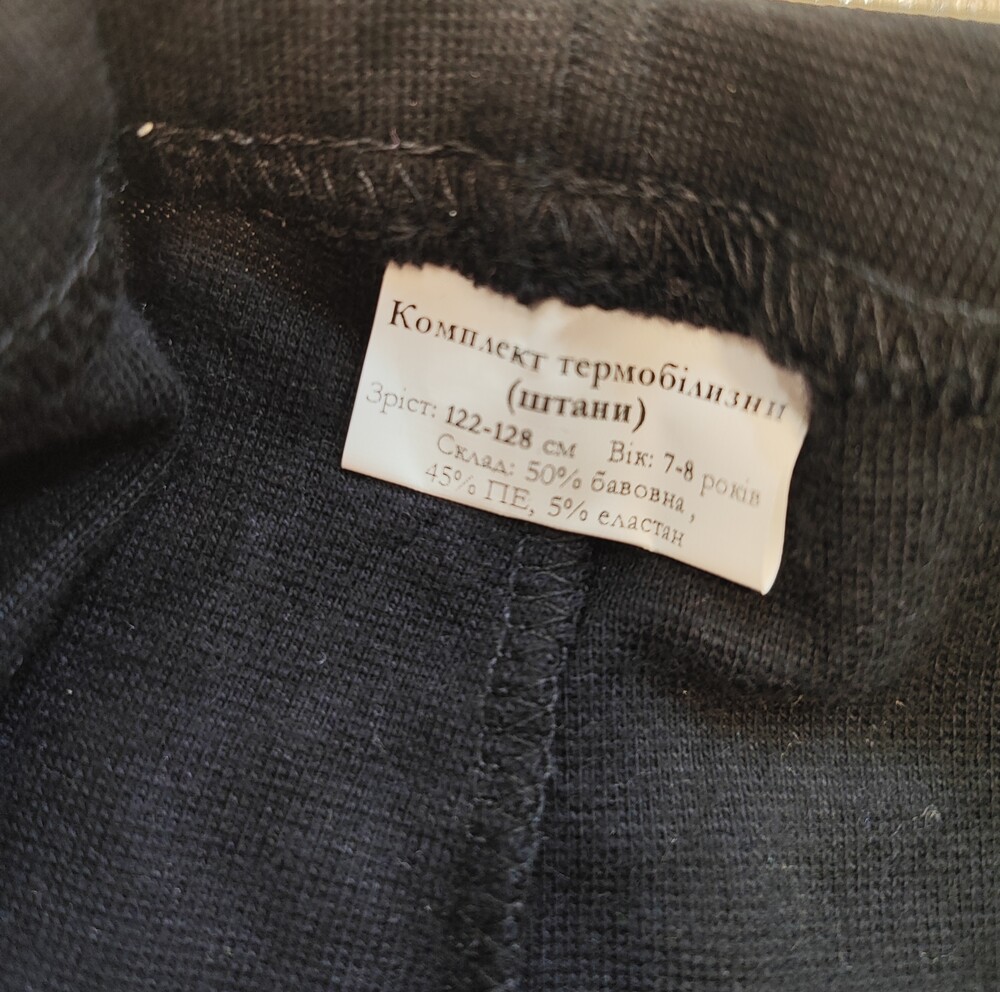 Комплект термобілизни
(штани)
Зріст: 122-128 см Вік: 7-8 років
Склад: 50% бавовна,
45% ПЕ, 5% еластан